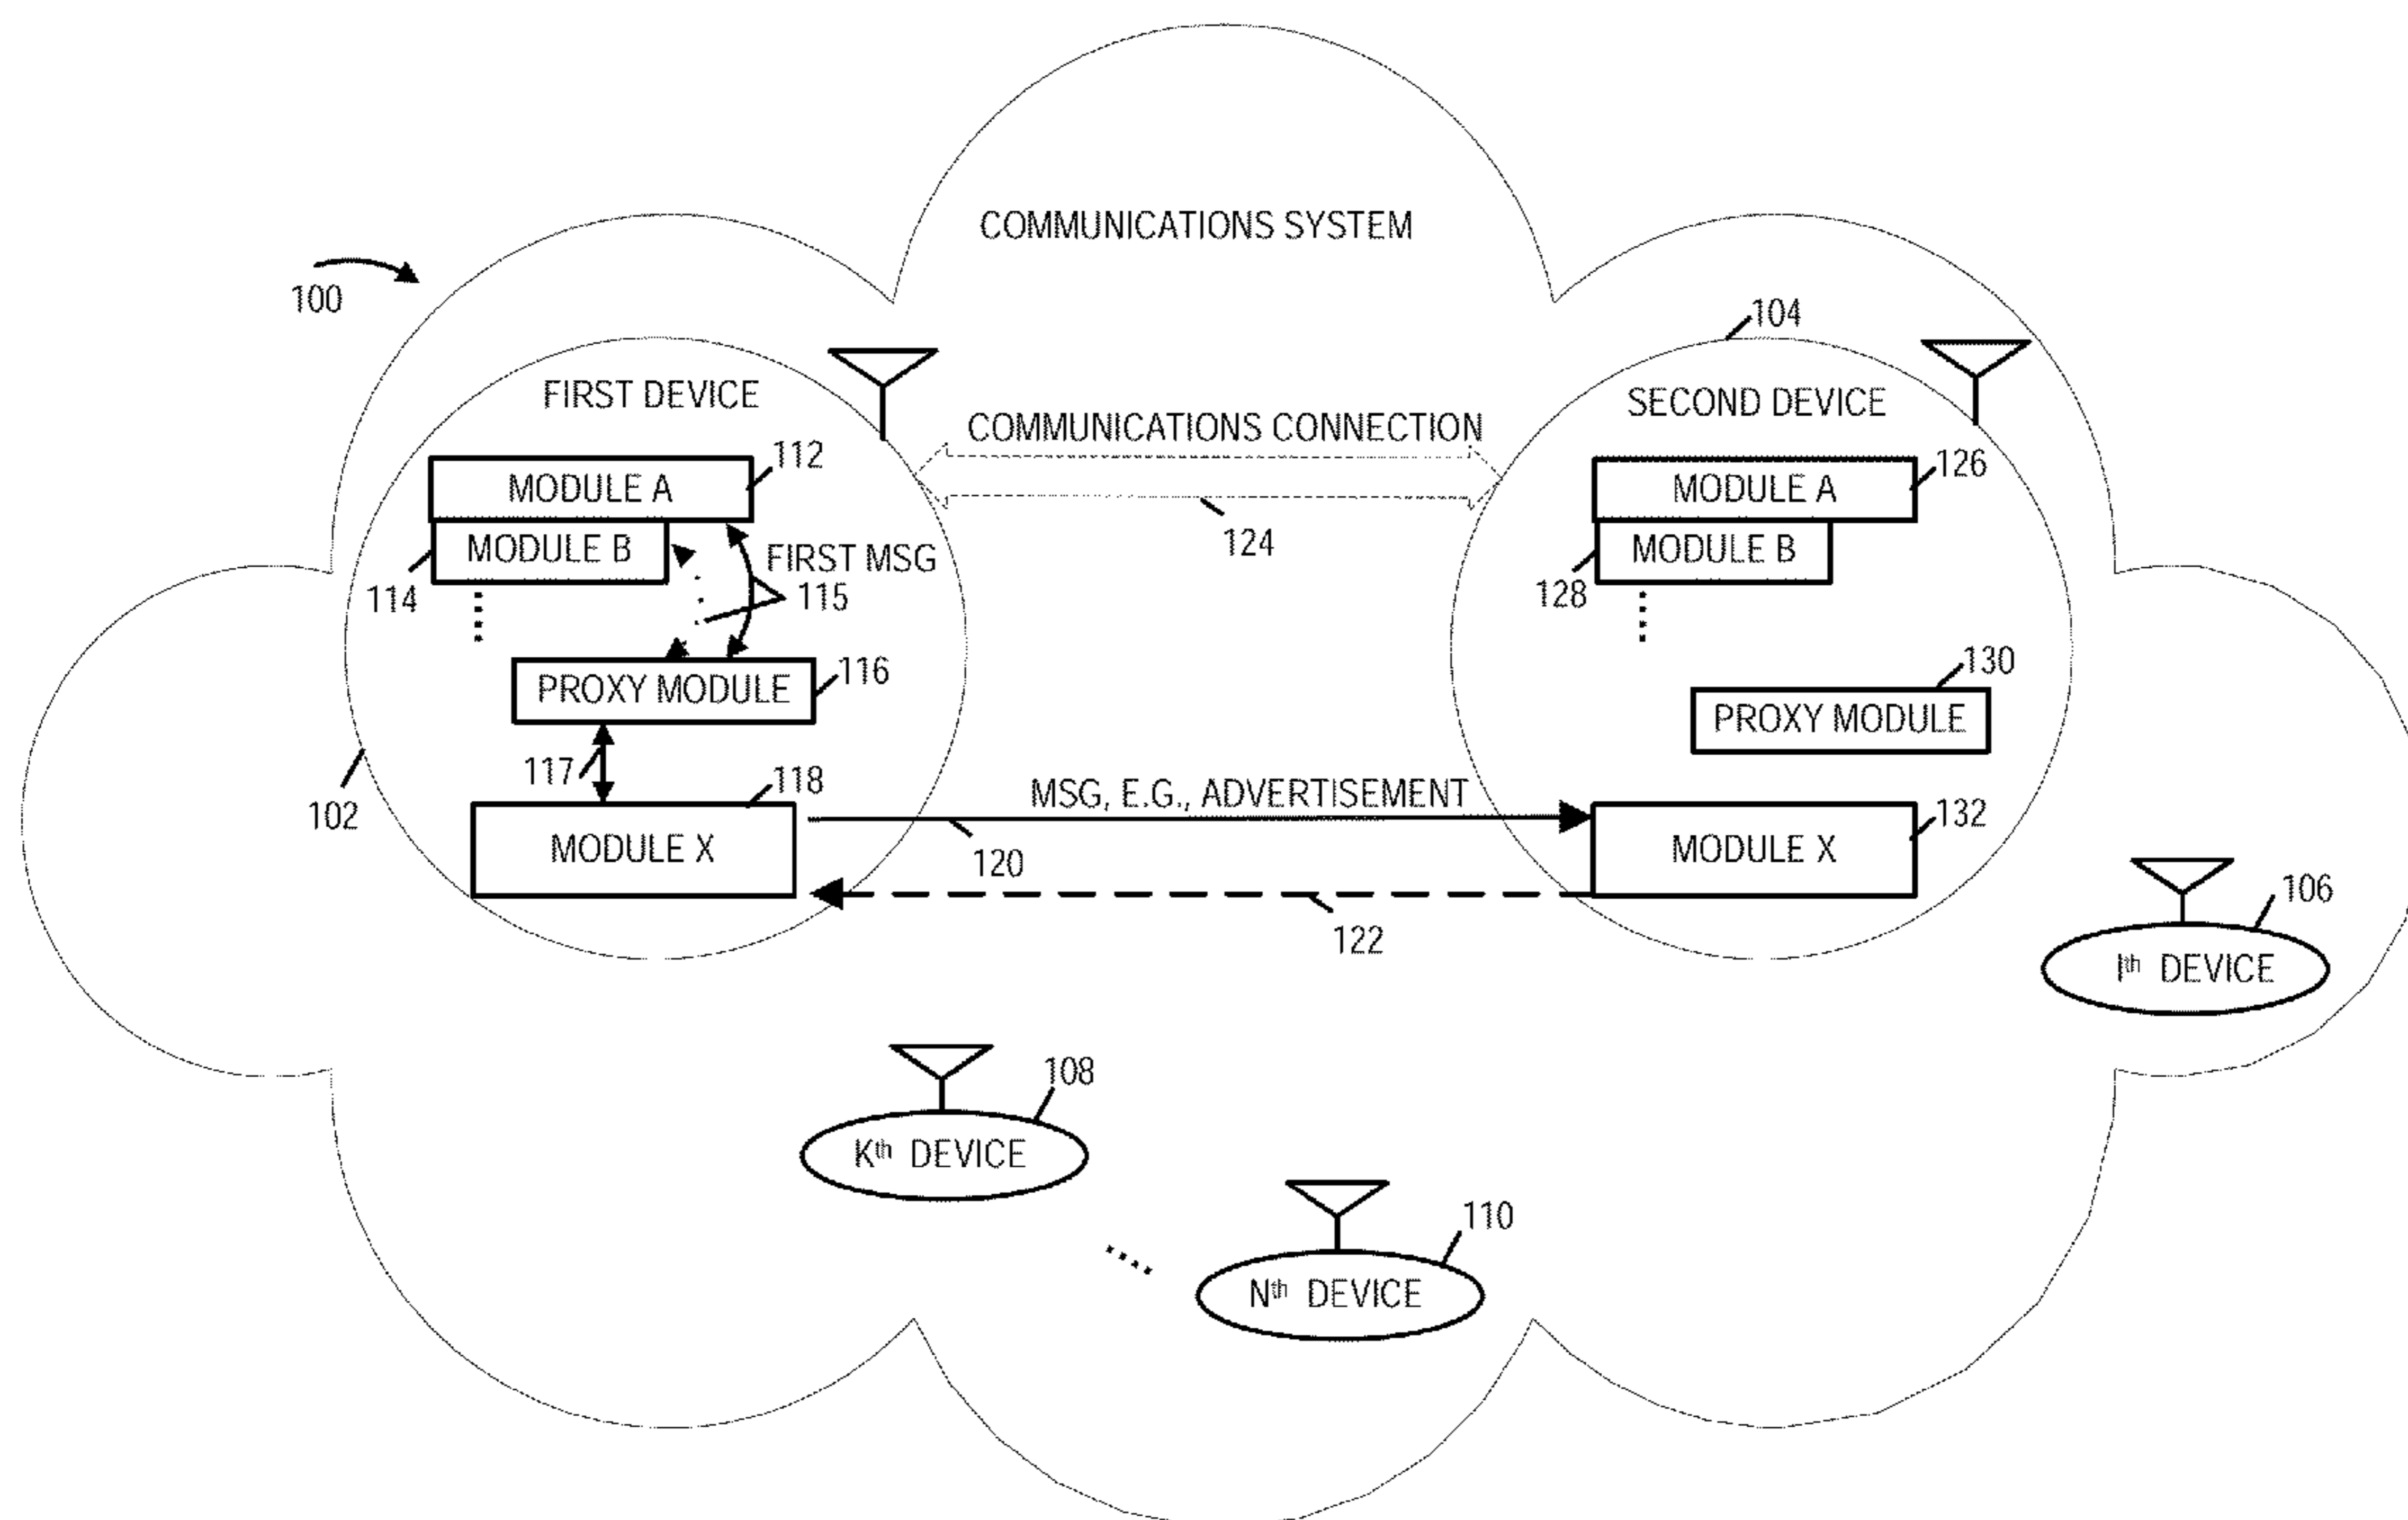 COMMUNICATIONS SYSTEM
100
104
FIRST DEVICE
SECOND DEVICE
COMMUNICATIONS CONNECTION
112
MODULE A
126
MODULE A
124
MODULE B
FIRST MSG
115
114
MODULE B
128
116
PROXY MODULE
130
PROXY MODULE
117
118
102
MSG, E.G., ADVERTISEMENT
132
MODULE X
120
MODULE X
122
106
Ith DEVICE
108
Kth DEVICE
110
Nth DEVICE